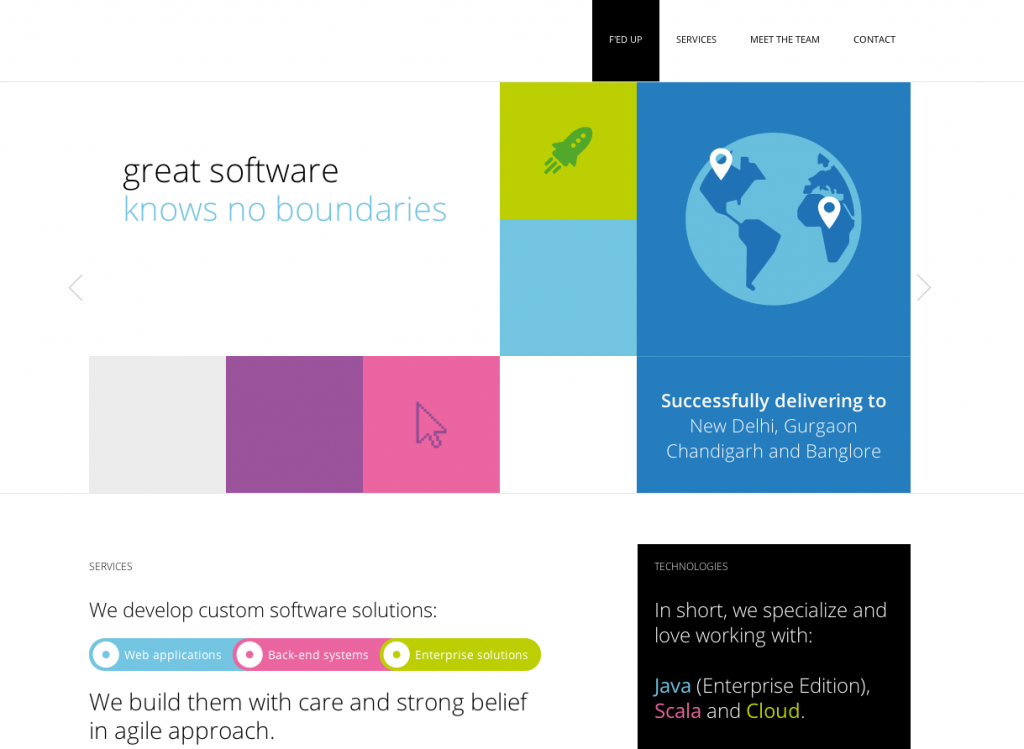 F'ED UP
SERVICES
MEET THE TEAM
CONTACT
great software
knows no boundaries
Successfully delivering to
New Delhi, Gurgaon
Chandigarh and Banglore
SERVICES
We develop custom software solutions:
Web applications
Back-end systems
Enterprise solutions
We build them with care and strong belief
in agile approach.
TECHNOLOGIES
In short, we specialize and
love working with:
Java (Enterprise Edition),
Scala and Cloud.